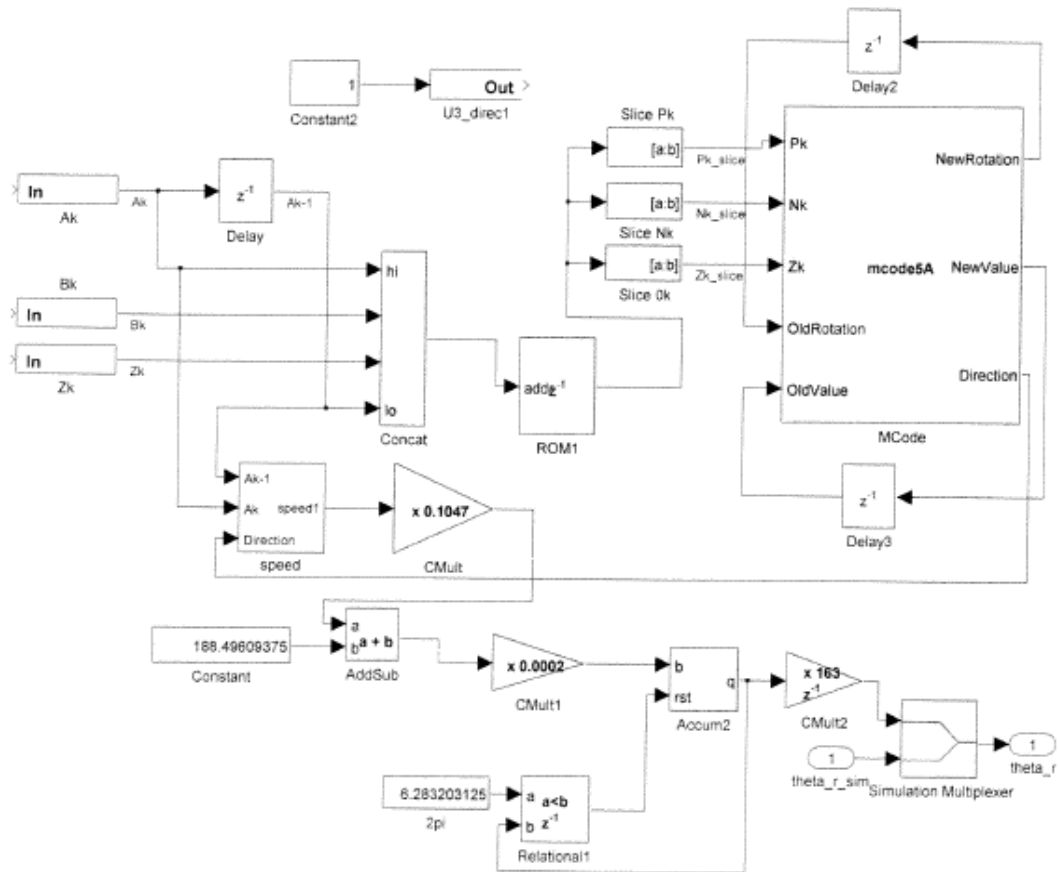 z⁻¹
Delay2
1
Constant2
Out
U3_direc1
Slice Pk
[a:b]
Pk_slice
Pk
NewRotation
In
Ak
Ak
z⁻¹
Ak-1
Delay
[a:b]
Nk_slice
Nk
Slice Nk
hi
[a:b]
Zk_slice
Zk
mcode5A
NewValue
Slice 0k
Bk
In
Bk
OldRotation
In
Zk
Zk
Direction
addr
z⁻¹
OldValue
lo
Concat
ROM1
MCode
Ak-1
Ak
speed1
Direction
speed
x 0.1047
CMult
z⁻¹
Delay3
188.49609375
Constant
a
b
a + b
AddSub
x 0.0002
CMult1
b
q
rst
Accum2
x 163
z⁻¹
CMult2
1
theta_r_sim
Simulation Multiplexer
1
theta_r
6.283203125
2pi
a
a<b
b
z⁻¹
Relational1